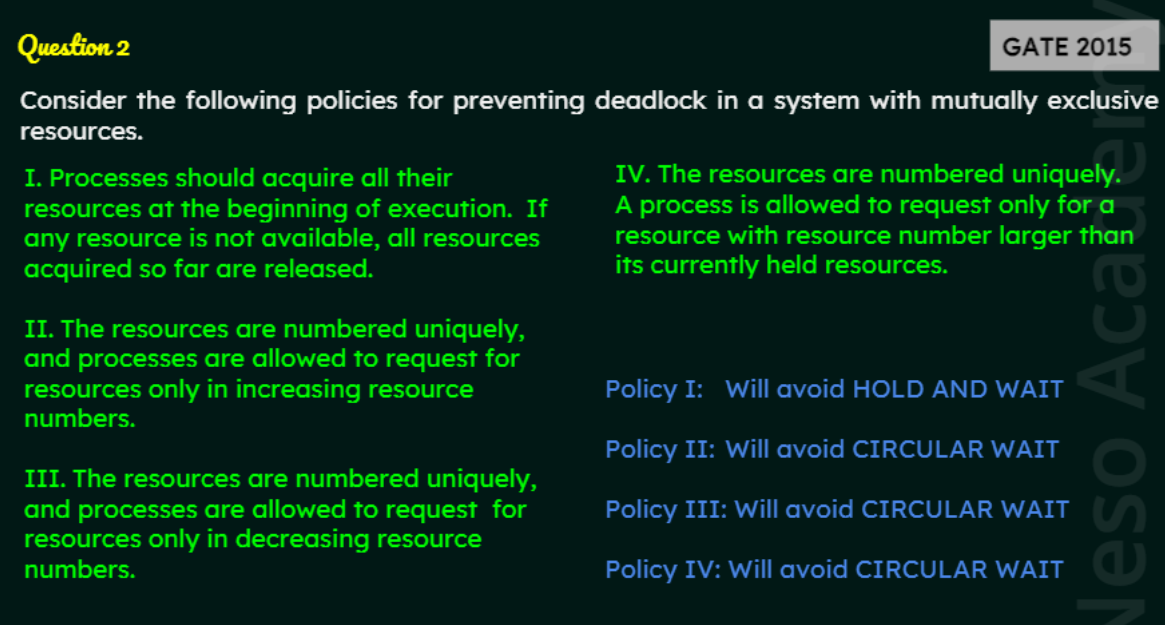 Question 2
GATE 2015
Consider the following policies for preventing deadlock in a system with mutually exclusive
resources.
I. Processes should acquire all their
resources at the beginning of execution. If
any resource is not available, all resources
acquired so far are released.
II. The resources are numbered uniquely,
and processes are allowed to request for
resources only in increasing resource
numbers.
III. The resources are numbered uniquely,
and processes are allowed to request for
resources only in decreasing resource
numbers.
IV. The resources are numbered uniquely.
A process is allowed to request only for a
resource with resource number larger than
its currently held resources.
Policy I: Will avoid HOLD AND WAIT
Policy II: Will avoid CIRCULAR WAIT
Policy III: Will avoid CIRCULAR WAIT
Policy IV: Will avoid CIRCULAR WAIT
Neso Academy